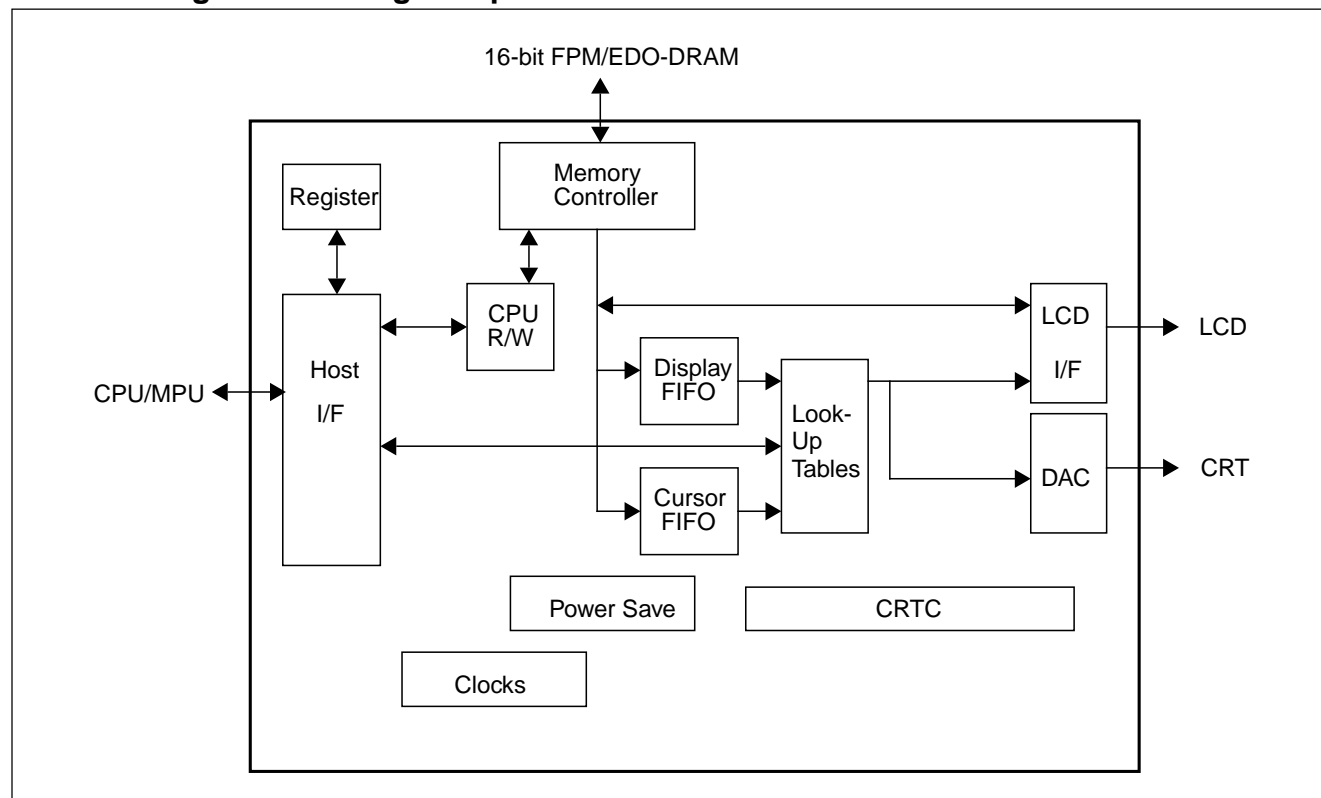 16-bit FPM/EDO-DRAM
Memory
Controller
Register
CPU
R/W
LCD
I/F
LCD
Host
I/F
CPU/MPU
Display
FIFO
Look-
Up
Tables
DAC
CRT
Cursor
FIFO
Power Save
CRTC
Clocks